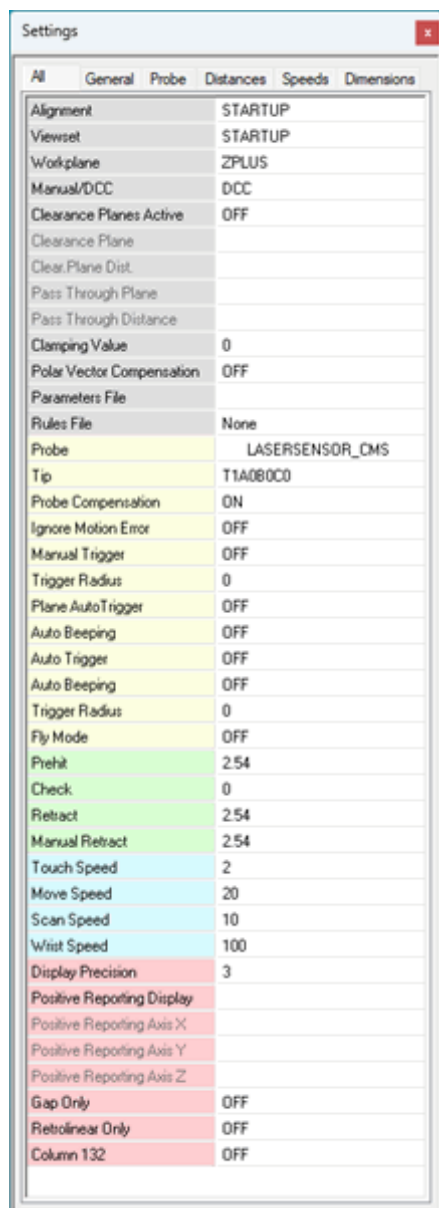 Settings
x
All General Probe Distances Speeds Dimensions
Alignment STARTUP
Viewset STARTUP
Workplane ZPLUS
Manual/DCC DCC
Clearance Planes Active OFF
Clearance Plane
Clear.Plane Dist.
Pass Through Plane
Pass Through Distance
Clamping Value 0
Polar Vector Compensation OFF
Parameters File
Rules File None
Probe LASERSENSOR_CMS
Tip T1A0B0C0
Probe Compensation ON
Ignore Motion Error OFF
Manual Trigger OFF
Trigger Radius 0
Plane AutoTrigger OFF
Auto Beeping OFF
Auto Trigger OFF
Auto Beeping OFF
Trigger Radius 0
Fly Mode OFF
Prehit 2.54
Check 0
Retract 2.54
Manual Retract 2.54
Touch Speed 2
Move Speed 20
Scan Speed 10
Wrist Speed 100
Display Precision 3
Positive Reporting Display
Positive Reporting Axis X
Positive Reporting Axis Y
Positive Reporting Axis Z
Gap Only OFF
Retrolinear Only OFF
Column 132 OFF